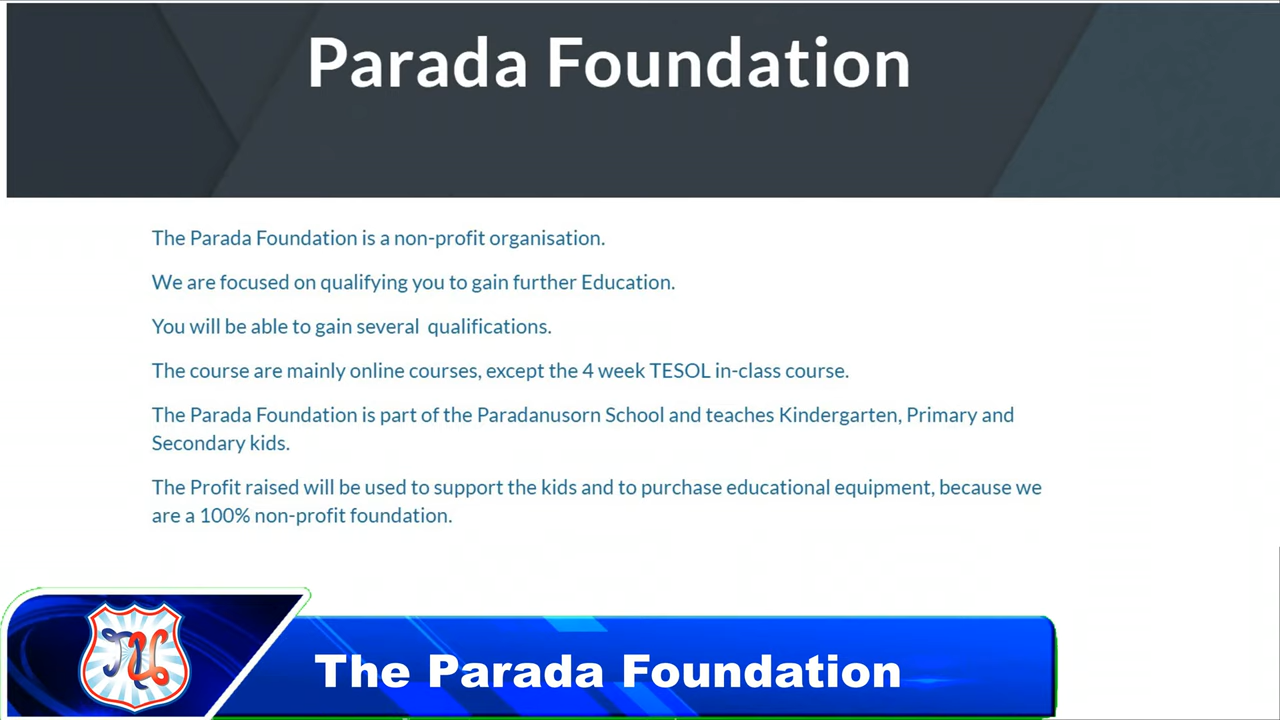 Parada Foundation
The Parada Foundation is a non-profit organisation.
We are focused on qualifying you to gain further Education.
You will be able to gain several  qualifications.
The course are mainly online courses, except the 4 week TESOL in-class course.
The Parada Foundation is part of the Paradanusorn School and teaches Kindergarten, Primary and
Secondary kids.
The Profit raised will be used to support the kids and to purchase educational equipment, because we
are a 100% non-profit foundation.
The Parada Foundation